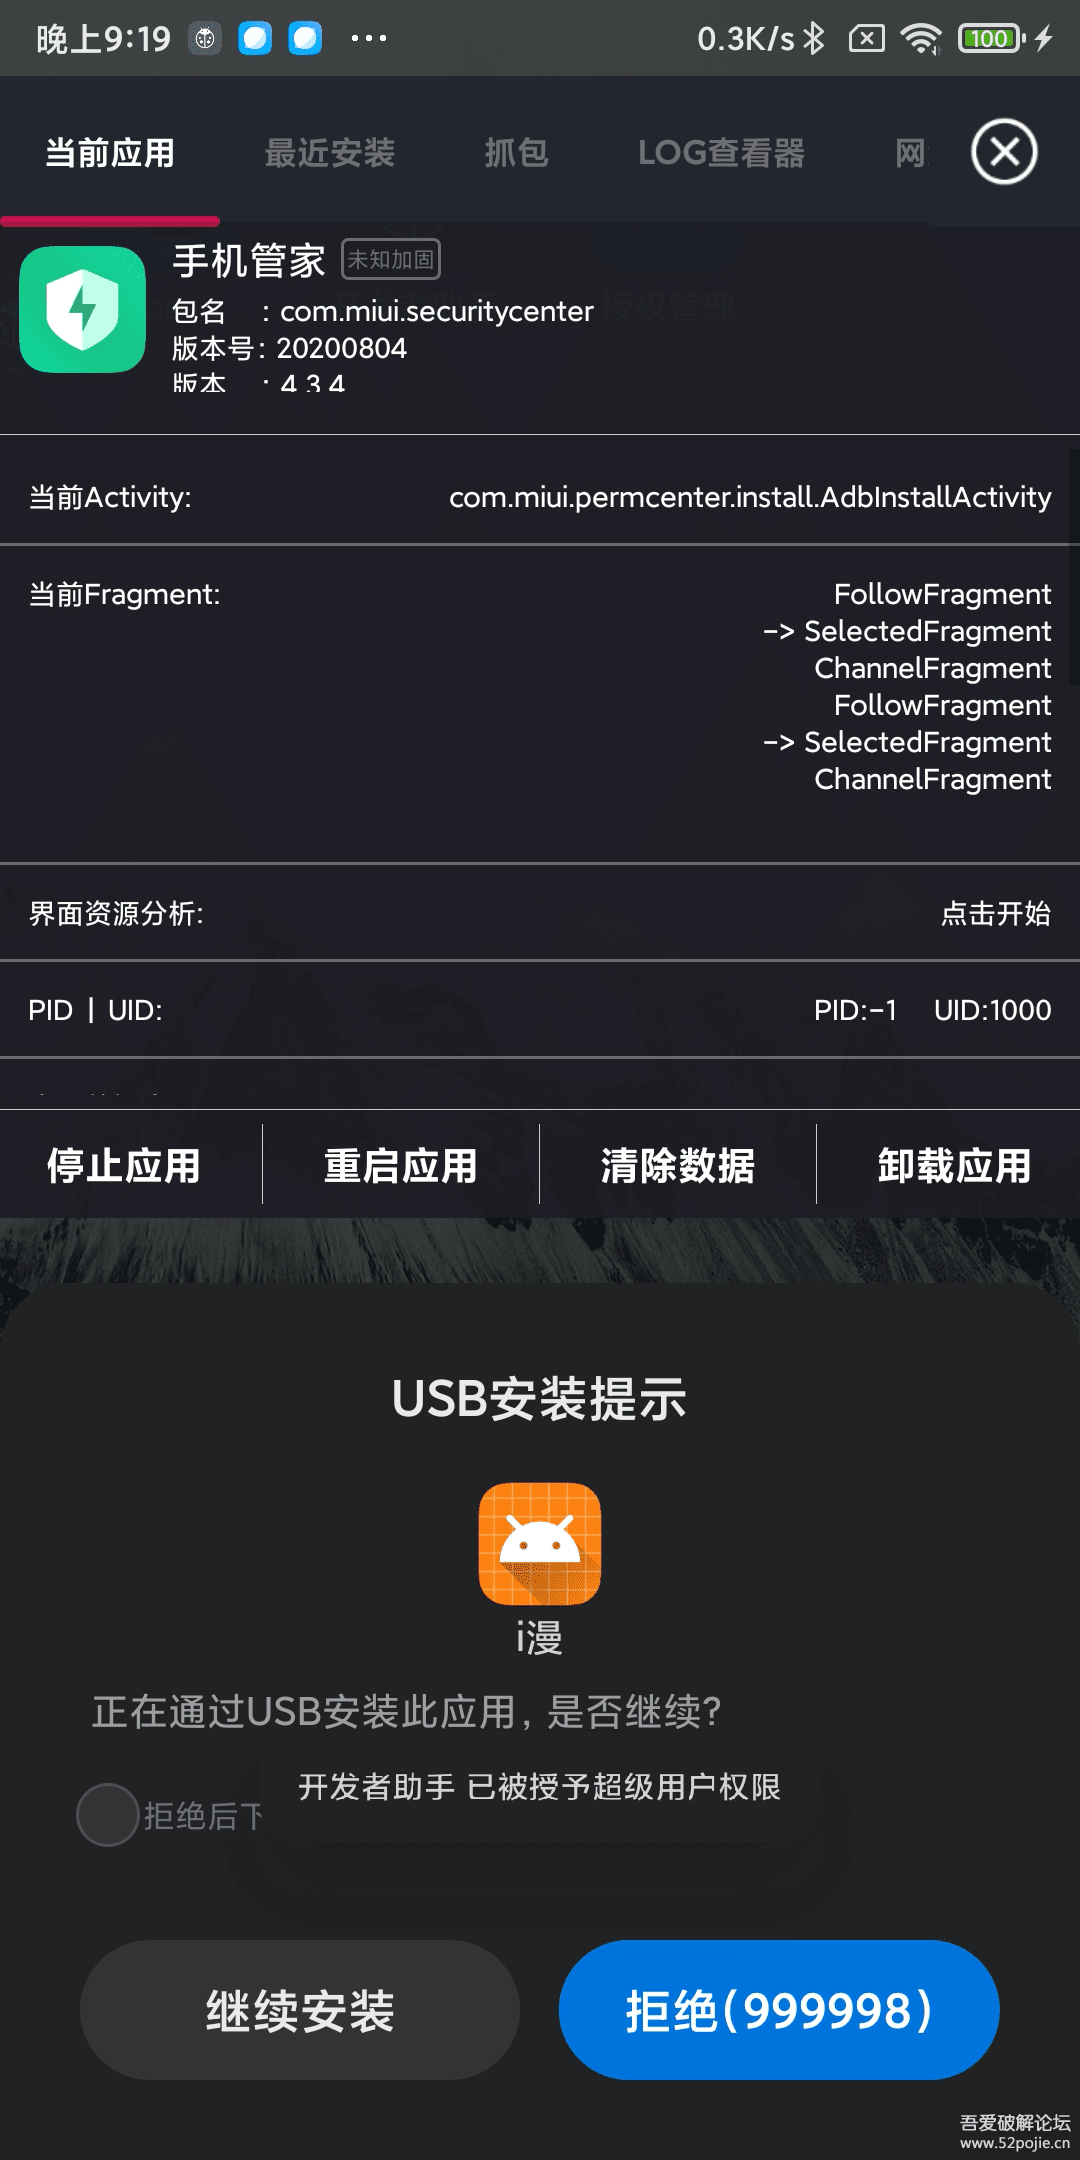 晚上9:19
0.3K/s
100
当前应用
最近安装
抓包
LOG查看器
网
手机管家 未知加固
包名 : com.miui.securitycenter
授权管理
版本号: 20200804
版本 : 4.3.4
当前Activity: com.miui.permcenter.install.AdbInstallActivity
当前Fragment: FollowFragment
-> SelectedFragment
ChannelFragment
FollowFragment
-> SelectedFragment
ChannelFragment
界面资源分析: 点击开始
PID | UID: PID:-1 UID:1000
停止应用
重启应用
清除数据
卸载应用
USB安装提示
i漫
正在通过USB安装此应用, 是否继续?
开发者助手 已被授予超级用户权限
拒绝后下
继续安装
拒绝(999998)
吾爱破解论坛
www.52pojie.cn